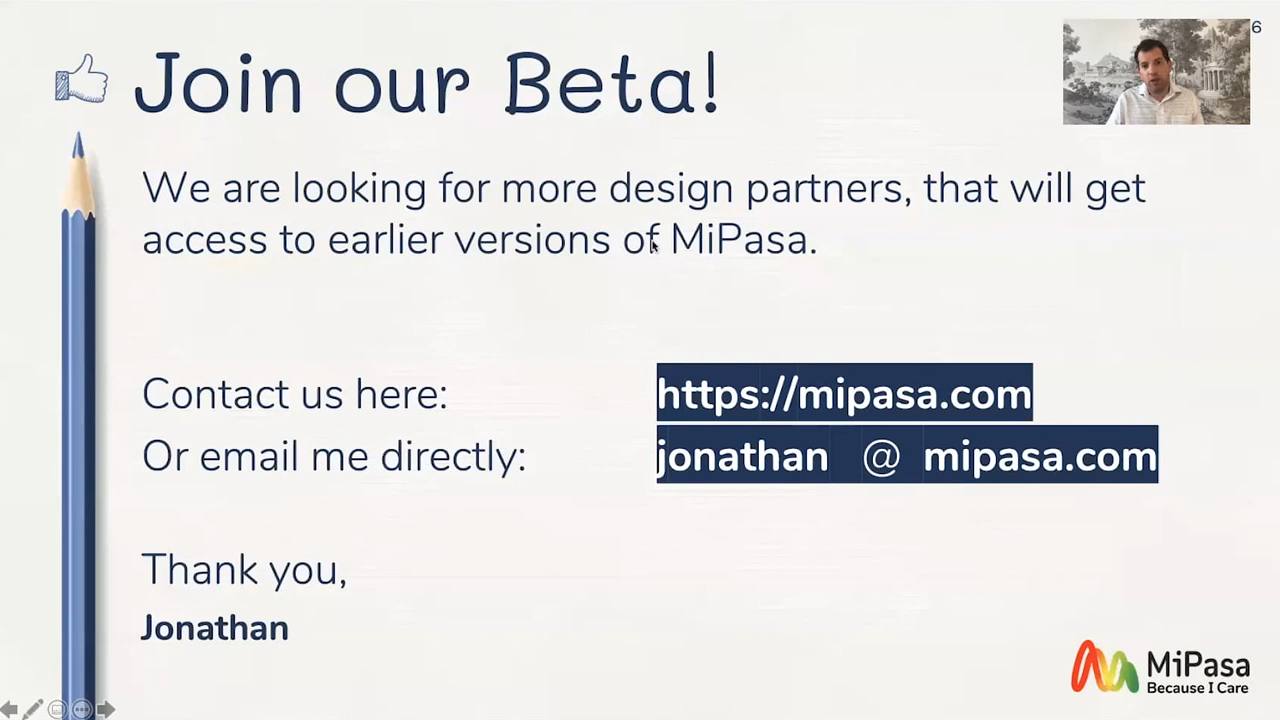 6
Join our Beta!
We are looking for more design partners, that will get
access to earlier versions of MiPasa.
Contact us here: https://mipasa.com
Or email me directly: jonathan @ mipasa.com
Thank you,
Jonathan
MiPasa
Because I Care